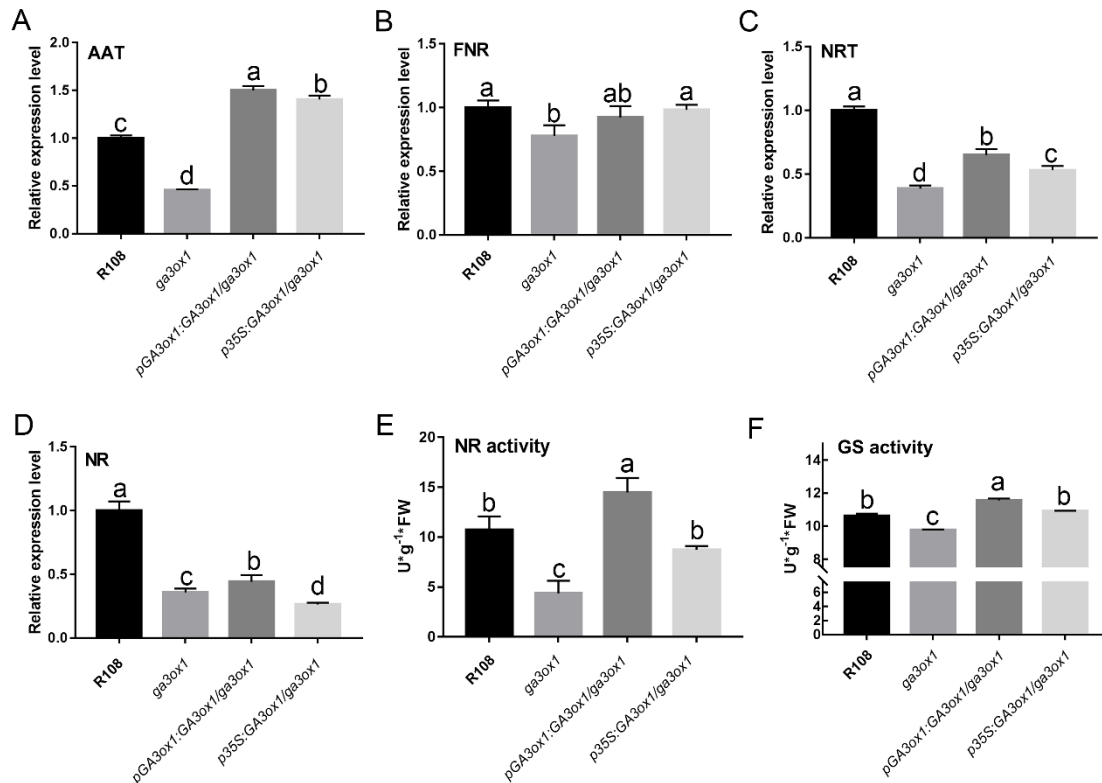 A
AAT
Relative expression level
2.0
1.5
1.0
0.5
0.0
c
d
a
b
R108
ga3ox1
pGA3ox1:GA3ox1/ga3ox1
p35S:GA3ox1/ga3ox1
B
FNR
Relative expression level
1.5
1.0
0.5
0.0
a
b
ab
a
R108
ga3ox1
pGA3ox1:GA3ox1/ga3ox1
p35S:GA3ox1/ga3ox1
C
NRT
Relative expression level
1.5
1.0
0.5
0.0
a
d
b
c
R108
ga3ox1
pGA3ox1:GA3ox1/ga3ox1
p35S:GA3ox1/ga3ox1
D
NR
Relative expression level
1.5
1.0
0.5
0.0
a
c
b
d
R108
ga3ox1
pGA3ox1:GA3ox1/ga3ox1
p35S:GA3ox1/ga3ox1
E
NR activity
U*g⁻¹*FW
20
15
10
5
0
b
c
a
b
R108
ga3ox1
pGA3ox1:GA3ox1/ga3ox1
p35S:GA3ox1/ga3ox1
F
GS activity
U*g⁻¹*FW
14
12
10
8
6
4
2
0
b
c
a
b
R108
ga3ox1
pGA3ox1:GA3ox1/ga3ox1
p35S:GA3ox1/ga3ox1